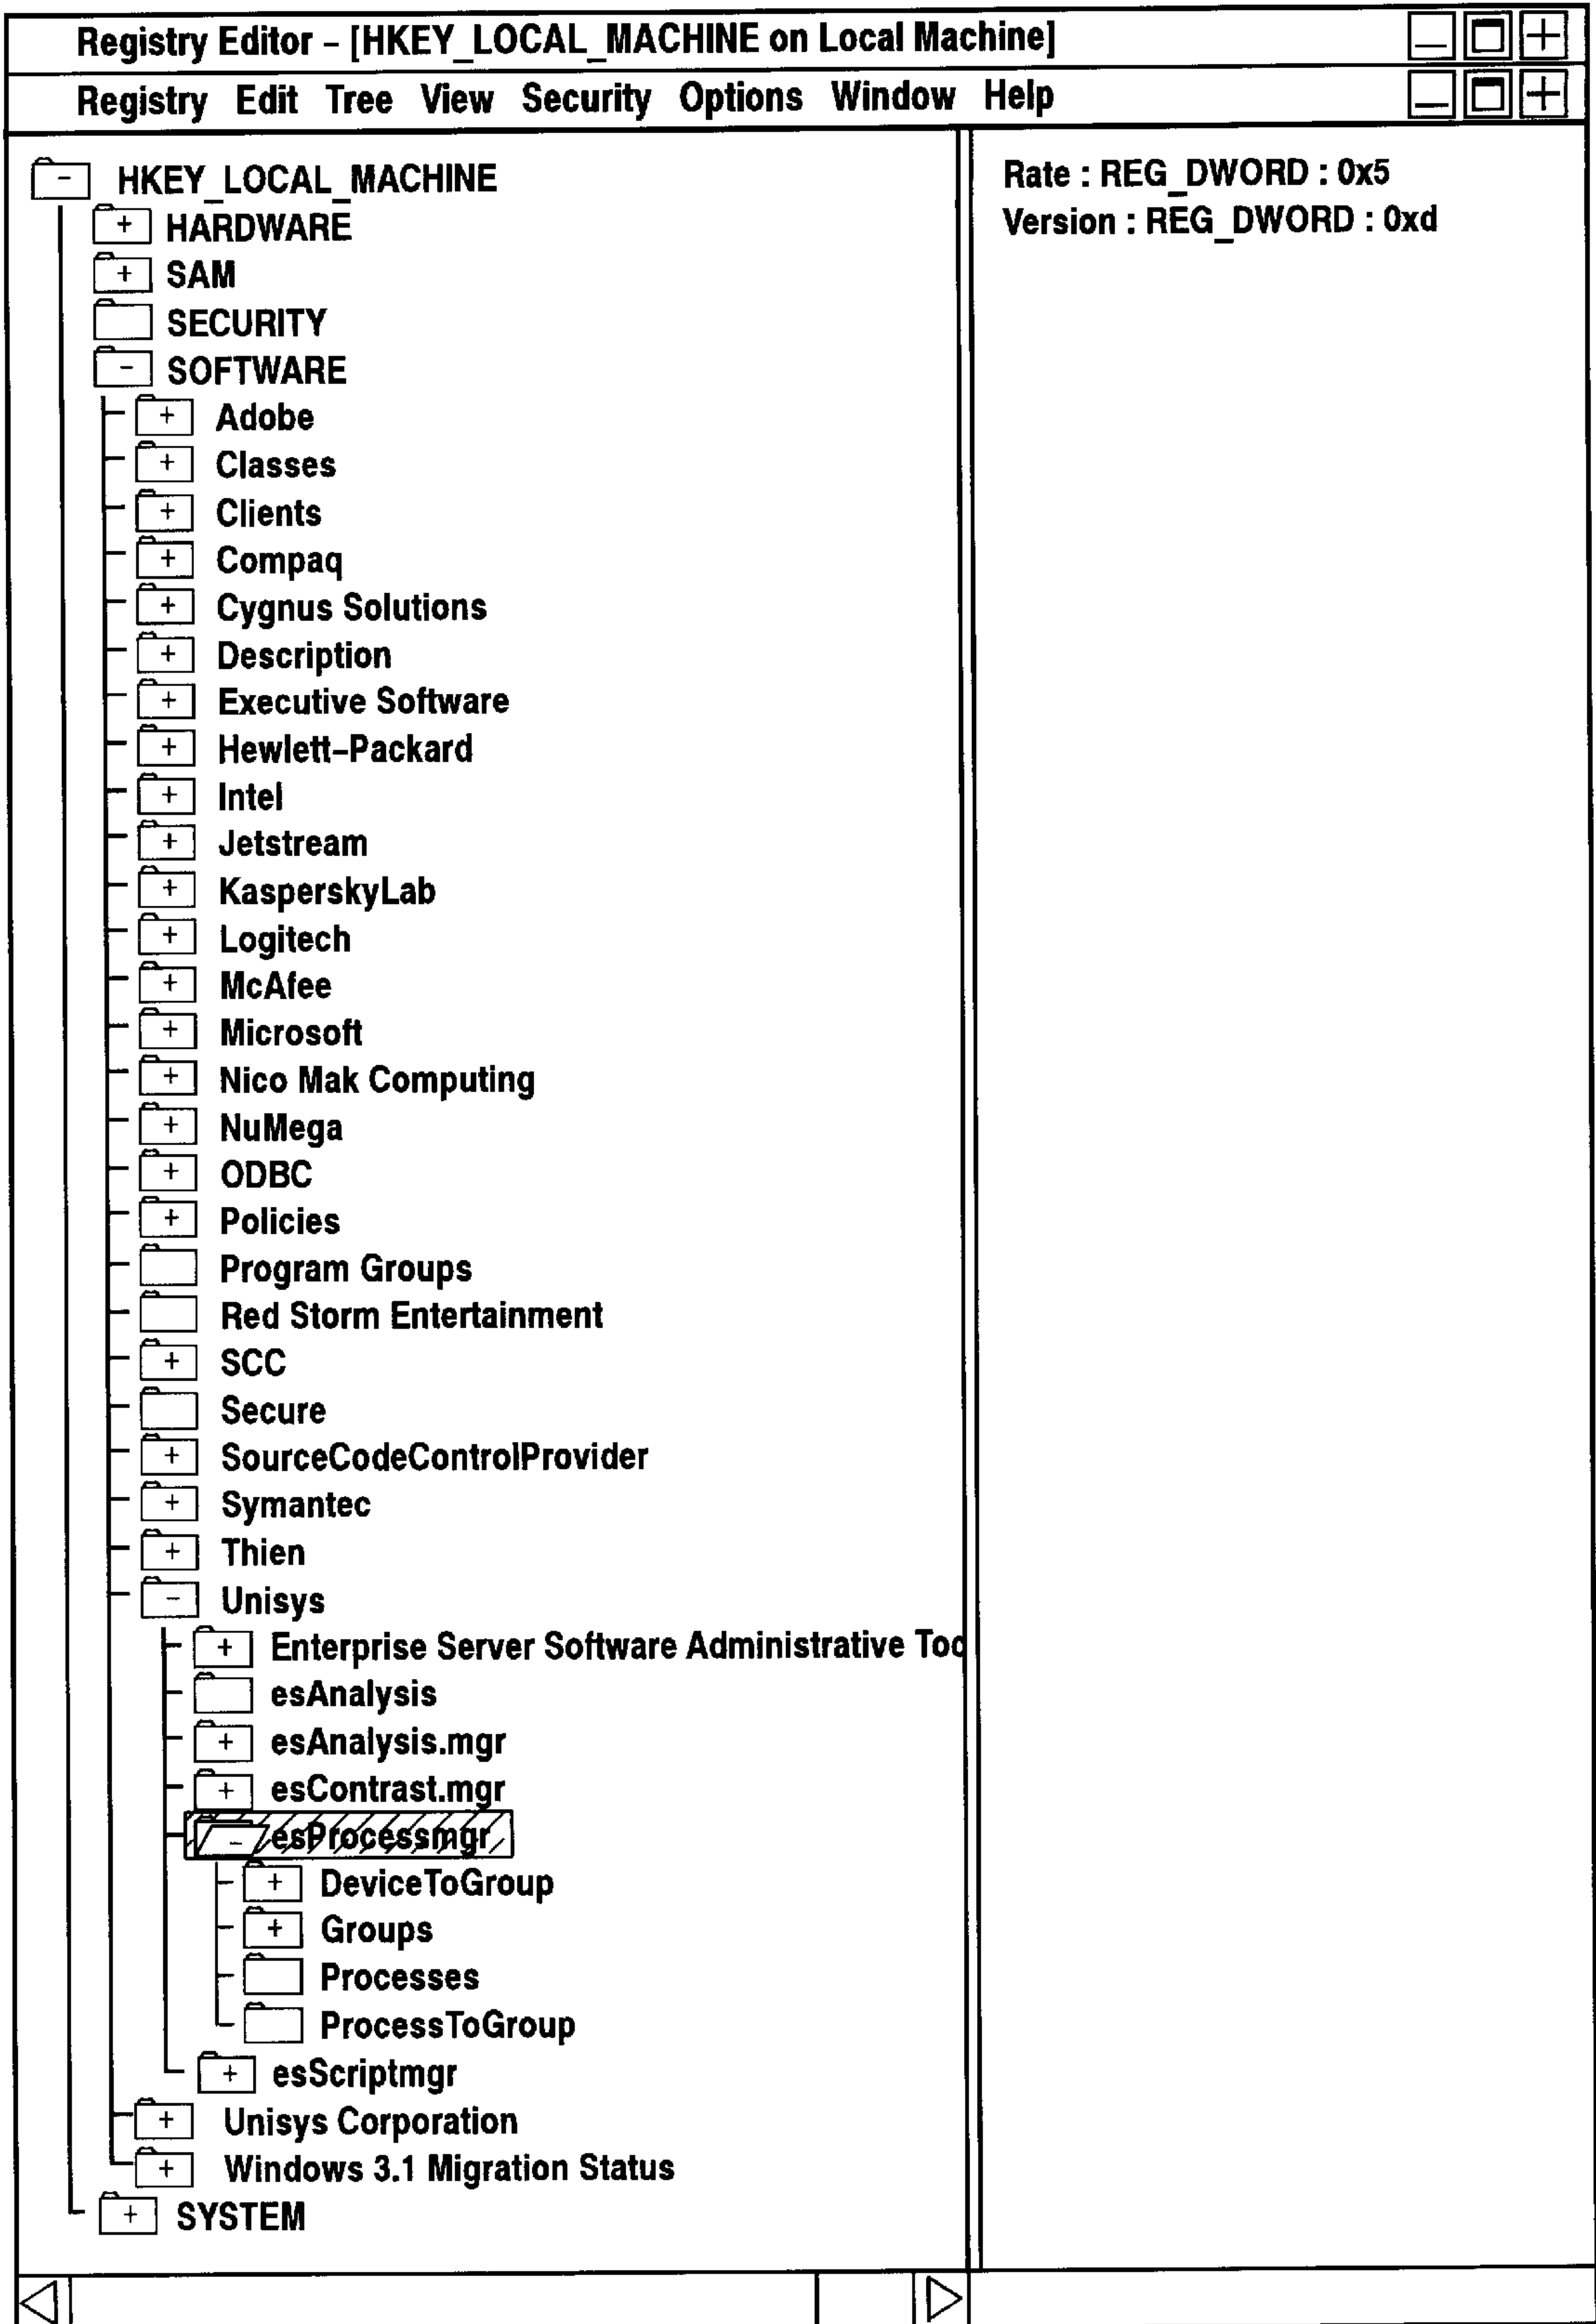 Registry Editor – [HKEY_LOCAL_MACHINE on Local Machine]
Registry Edit Tree View Security Options Window Help
HKEY_LOCAL_MACHINE
HARDWARE
SAM
SECURITY
SOFTWARE
Adobe
Classes
Clients
Compaq
Cygnus Solutions
Description
Executive Software
Hewlett–Packard
Intel
Jetstream
KasperskyLab
Logitech
McAfee
Microsoft
Nico Mak Computing
NuMega
ODBC
Policies
Program Groups
Red Storm Entertainment
SCC
Secure
SourceCodeControlProvider
Symantec
Thien
Unisys
Enterprise Server Software Administrative Too
esAnalysis
esAnalysis.mgr
esContrast.mgr
esProcessmgr
DeviceToGroup
Groups
Processes
ProcessToGroup
esScriptmgr
Unisys Corporation
Windows 3.1 Migration Status
SYSTEM
Rate : REG_DWORD : 0x5
Version : REG_DWORD : 0xd